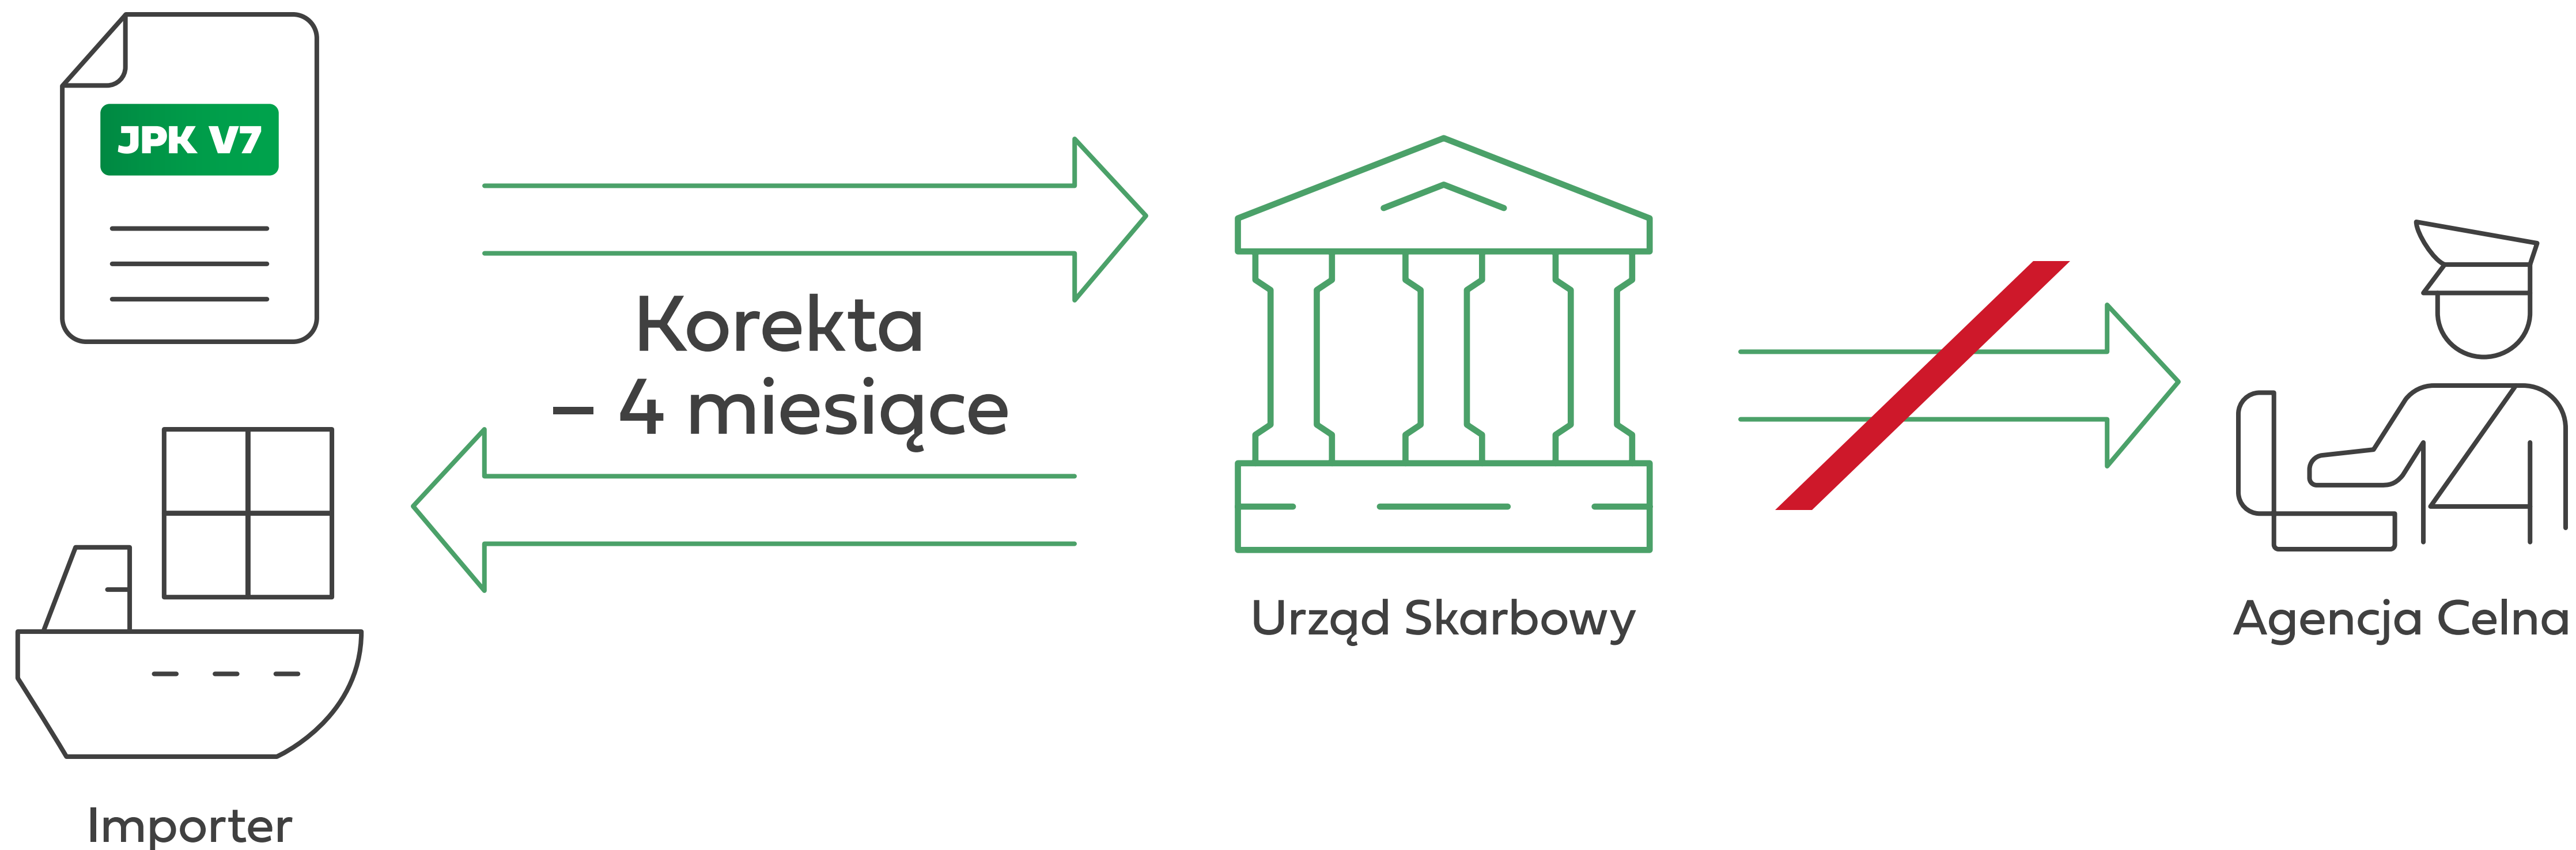 JPK V7
Korekta
– 4 miesiące
Urząd Skarbowy
Agencja Celna
Importer